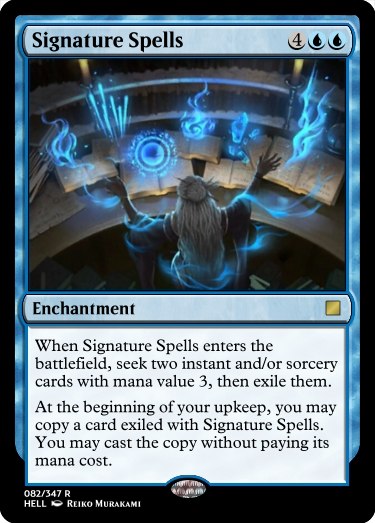 Signature Spells 4
Enchantment
When Signature Spells enters the
battlefield, seek two instant and/or sorcery
cards with mana value 3, then exile them.
At the beginning of your upkeep, you may
copy a card exiled with Signature Spells.
You may cast the copy without paying its
mana cost.
082/347 R
HELL Reiko Murakami